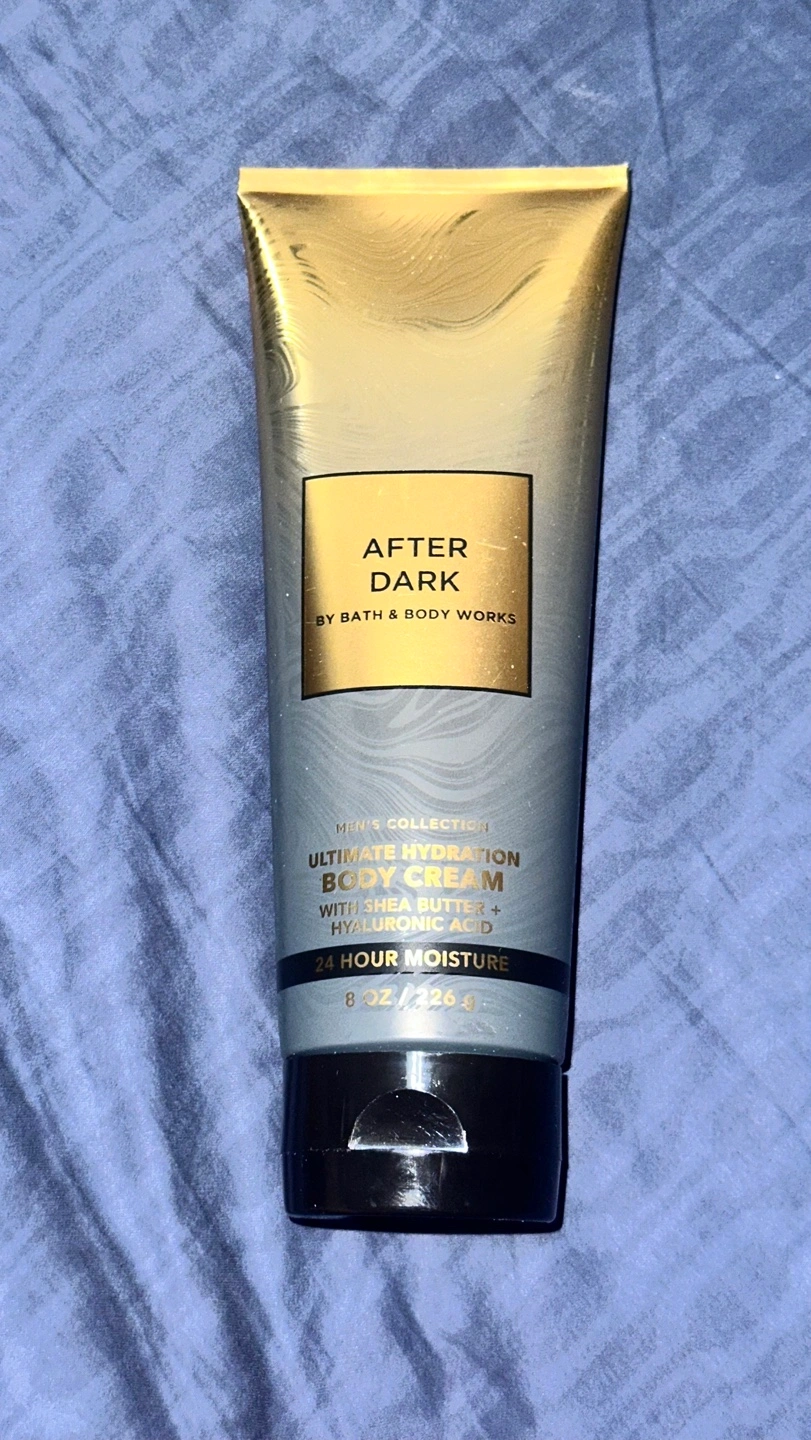 AFTER
DARK
BY BATH & BODY WORKS
MEN'S COLLECTION
ULTIMATE HYDRATION
BODY CREAM
WITH SHEA BUTTER +
HYALURONIC ACID
24 HOUR MOISTURE
8 OZ / 226 g